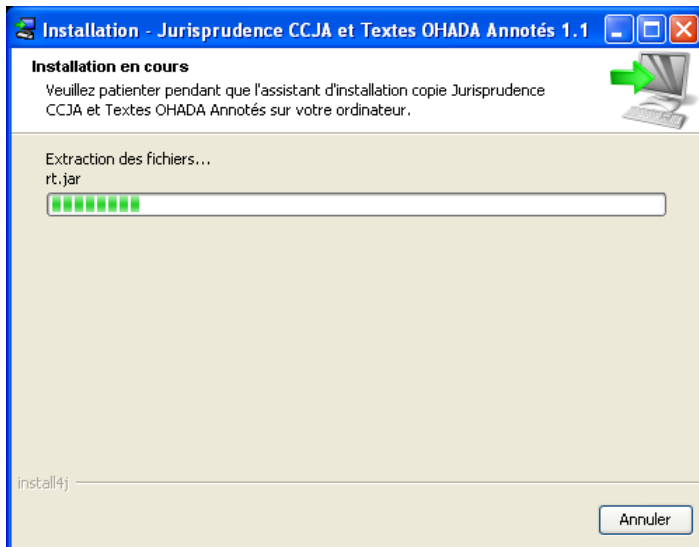 Installation - Jurisprudence CCJA et Textes OHADA Annotés 1.1
Installation en cours
Veuillez patienter pendant que l'assistant d'installation copie Jurisprudence
CCJA et Textes OHADA Annotés sur votre ordinateur.
Extraction des fichiers...
rt.jar
install4j
Annuler